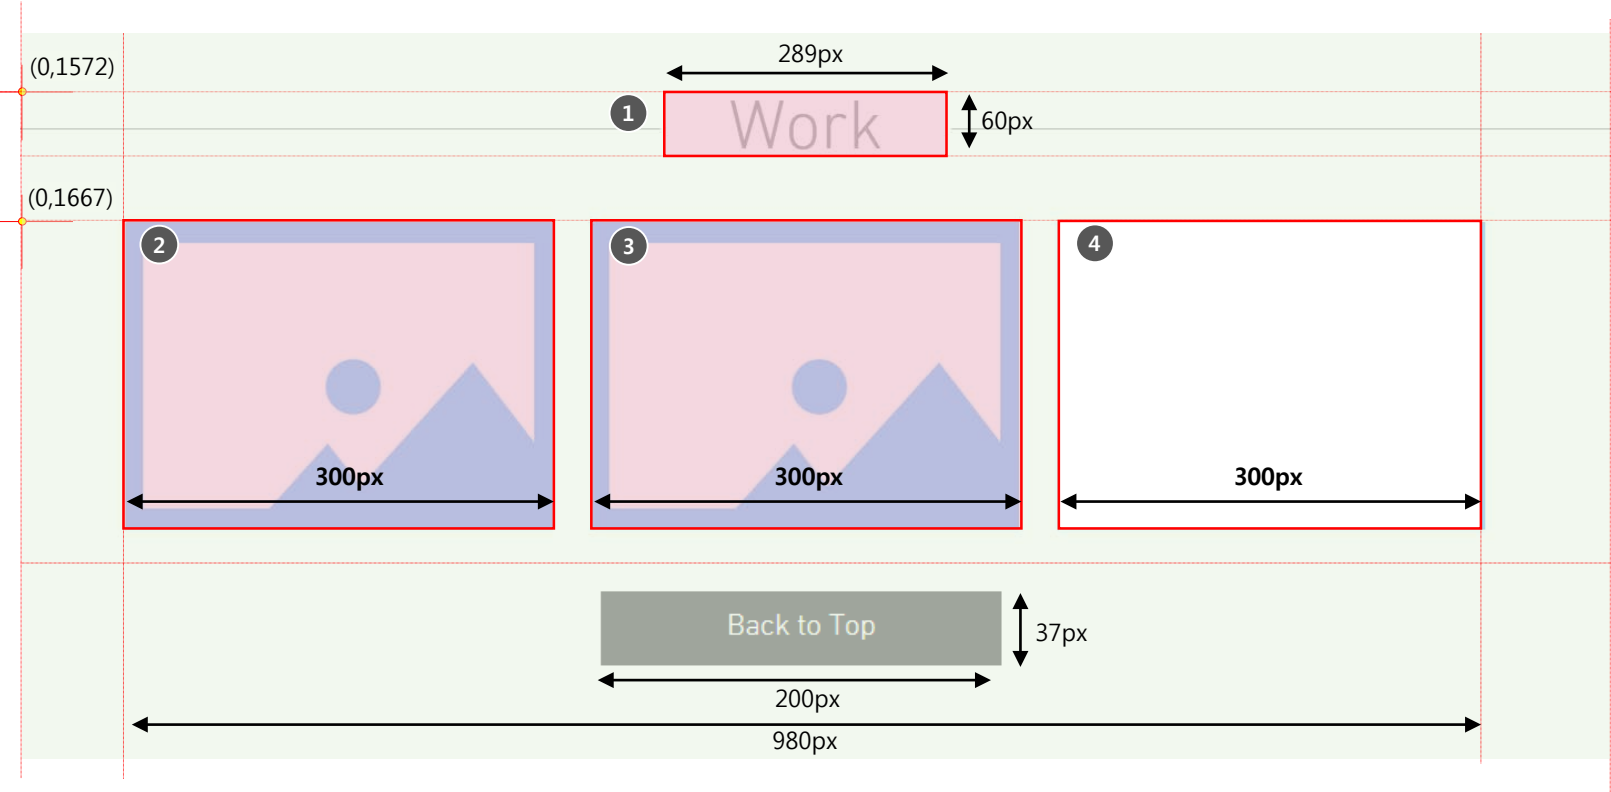 289px
(0,1572)
1
Work
60px
(0,1667)
2
3
4
300px
300px
300px
Back to Top
37px
200px
980px